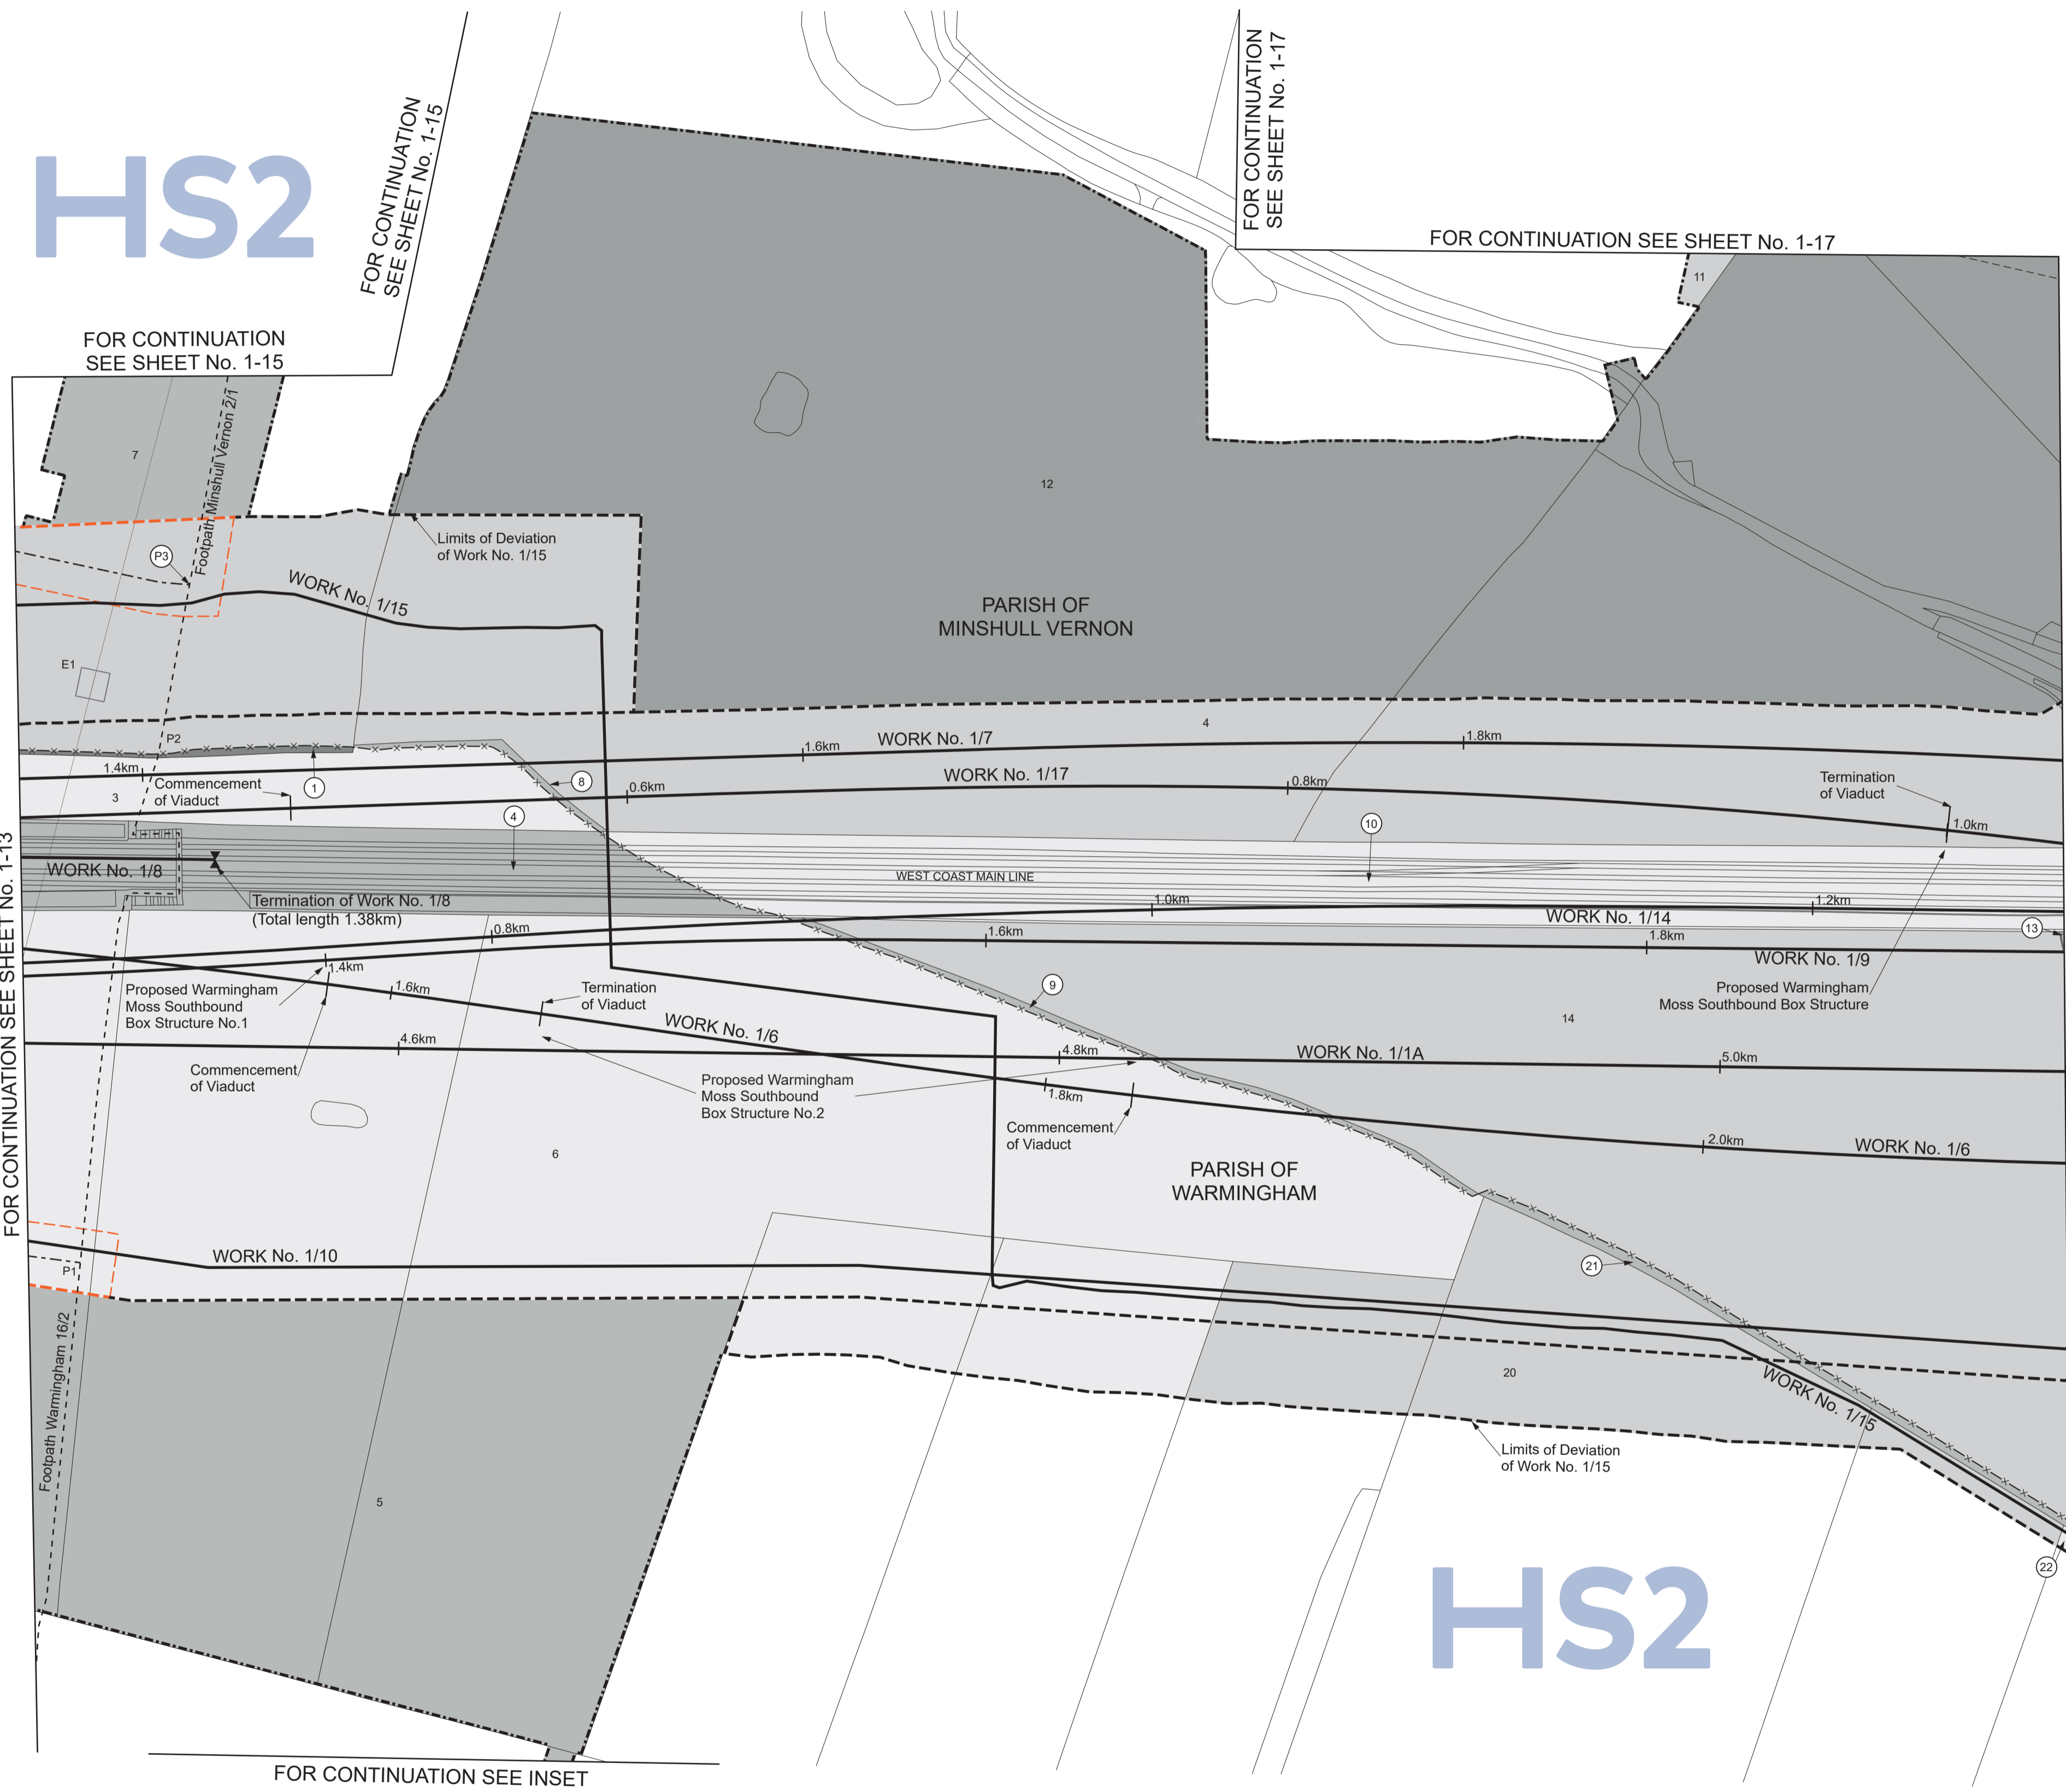 FOR CONTINUATION
SEE SHEET No. 1-15
FOR CONTINUATION
SEE SHEET No. 1-17
HS2
FOR CONTINUATION SEE SHEET No. 1-17
11
FOR CONTINUATION
SEE SHEET No. 1-15
Footpath Minshull Vernon 2/1
7
12
Limits of Deviation
of Work No. 1/15
P3
WORK No. 1/15
PARISH OF
MINSHULL VERNON
E1
P2
4
WORK No. 1/7
1.6km
1.8km
1.4km
Commencement
of Viaduct
1
8
3
WORK No. 1/17
0.6km
0.8km
Termination
of Viaduct
1.0km
4
10
FOR CONTINUATION SEE SHEET No. 1-13
WORK No. 1/8
WEST COAST MAIN LINE
Termination of Work No. 1/8
(Total length 1.38km)
1.0km
1.2km
WORK No. 1/14
0.8km
1.6km
1.8km
13
WORK No. 1/9
1.4km
Proposed Warmingham
Moss Southbound
Box Structure No.1
1.6km
Termination
of Viaduct
9
Proposed Warmingham
Moss Southbound Box Structure
14
WORK No. 1/6
4.6km
4.8km
WORK No. 1/1A
5.0km
Commencement
of Viaduct
Proposed Warmingham
Moss Southbound
Box Structure No.2
1.8km
Commencement
of Viaduct
2.0km
WORK No. 1/6
6
PARISH OF
WARMINGHAM
WORK No. 1/10
P1
21
Footpath Warmingham 16/2
20
WORK No. 1/15
Limits of Deviation
of Work No. 1/15
5
22
HS2
FOR CONTINUATION SEE INSET